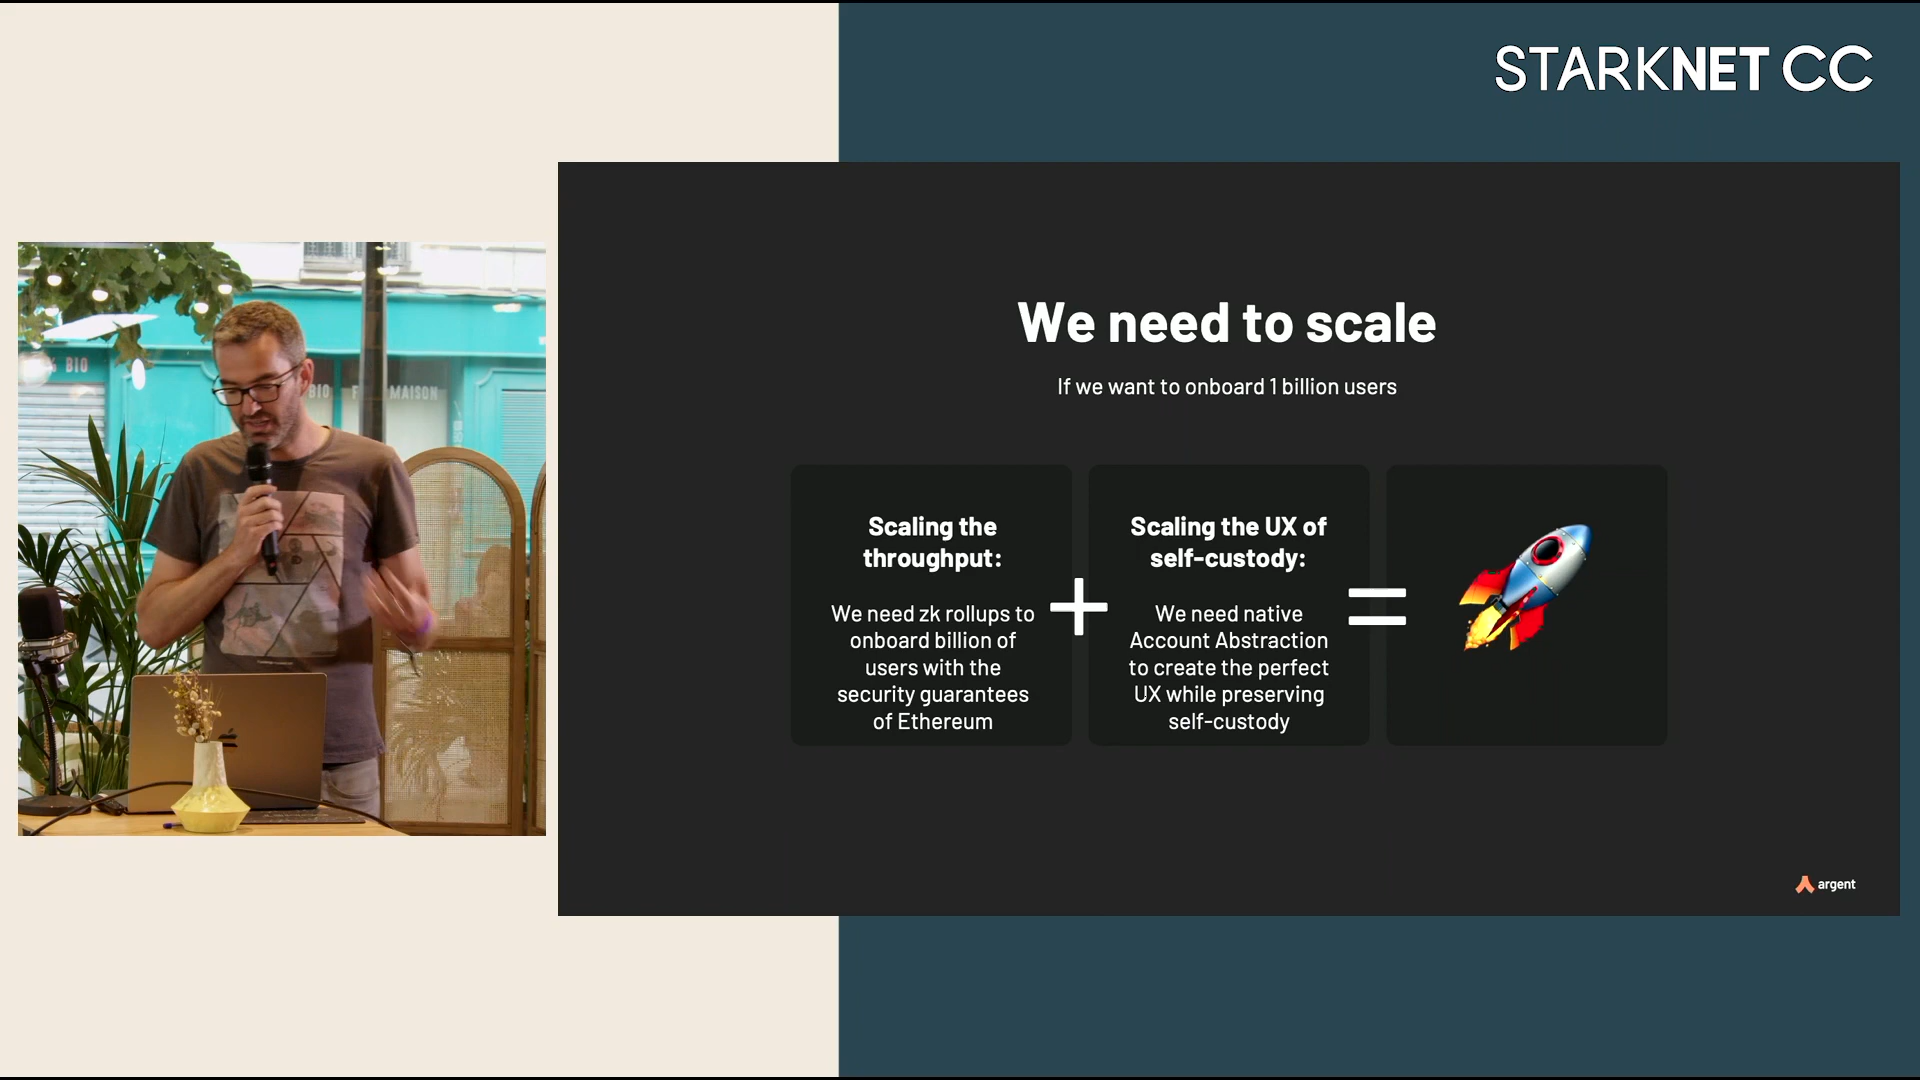 STARKNET CC
BIO
BIO
MAISON
We need to scale
If we want to onboard 1 billion users
Scaling the
throughput:
We need zk rollups to
onboard billion of
users with the
security guarantees
of Ethereum
+
Scaling the UX of
self-custody:
We need native
Account Abstraction
to create the perfect
UX while preserving
self-custody
=
argent